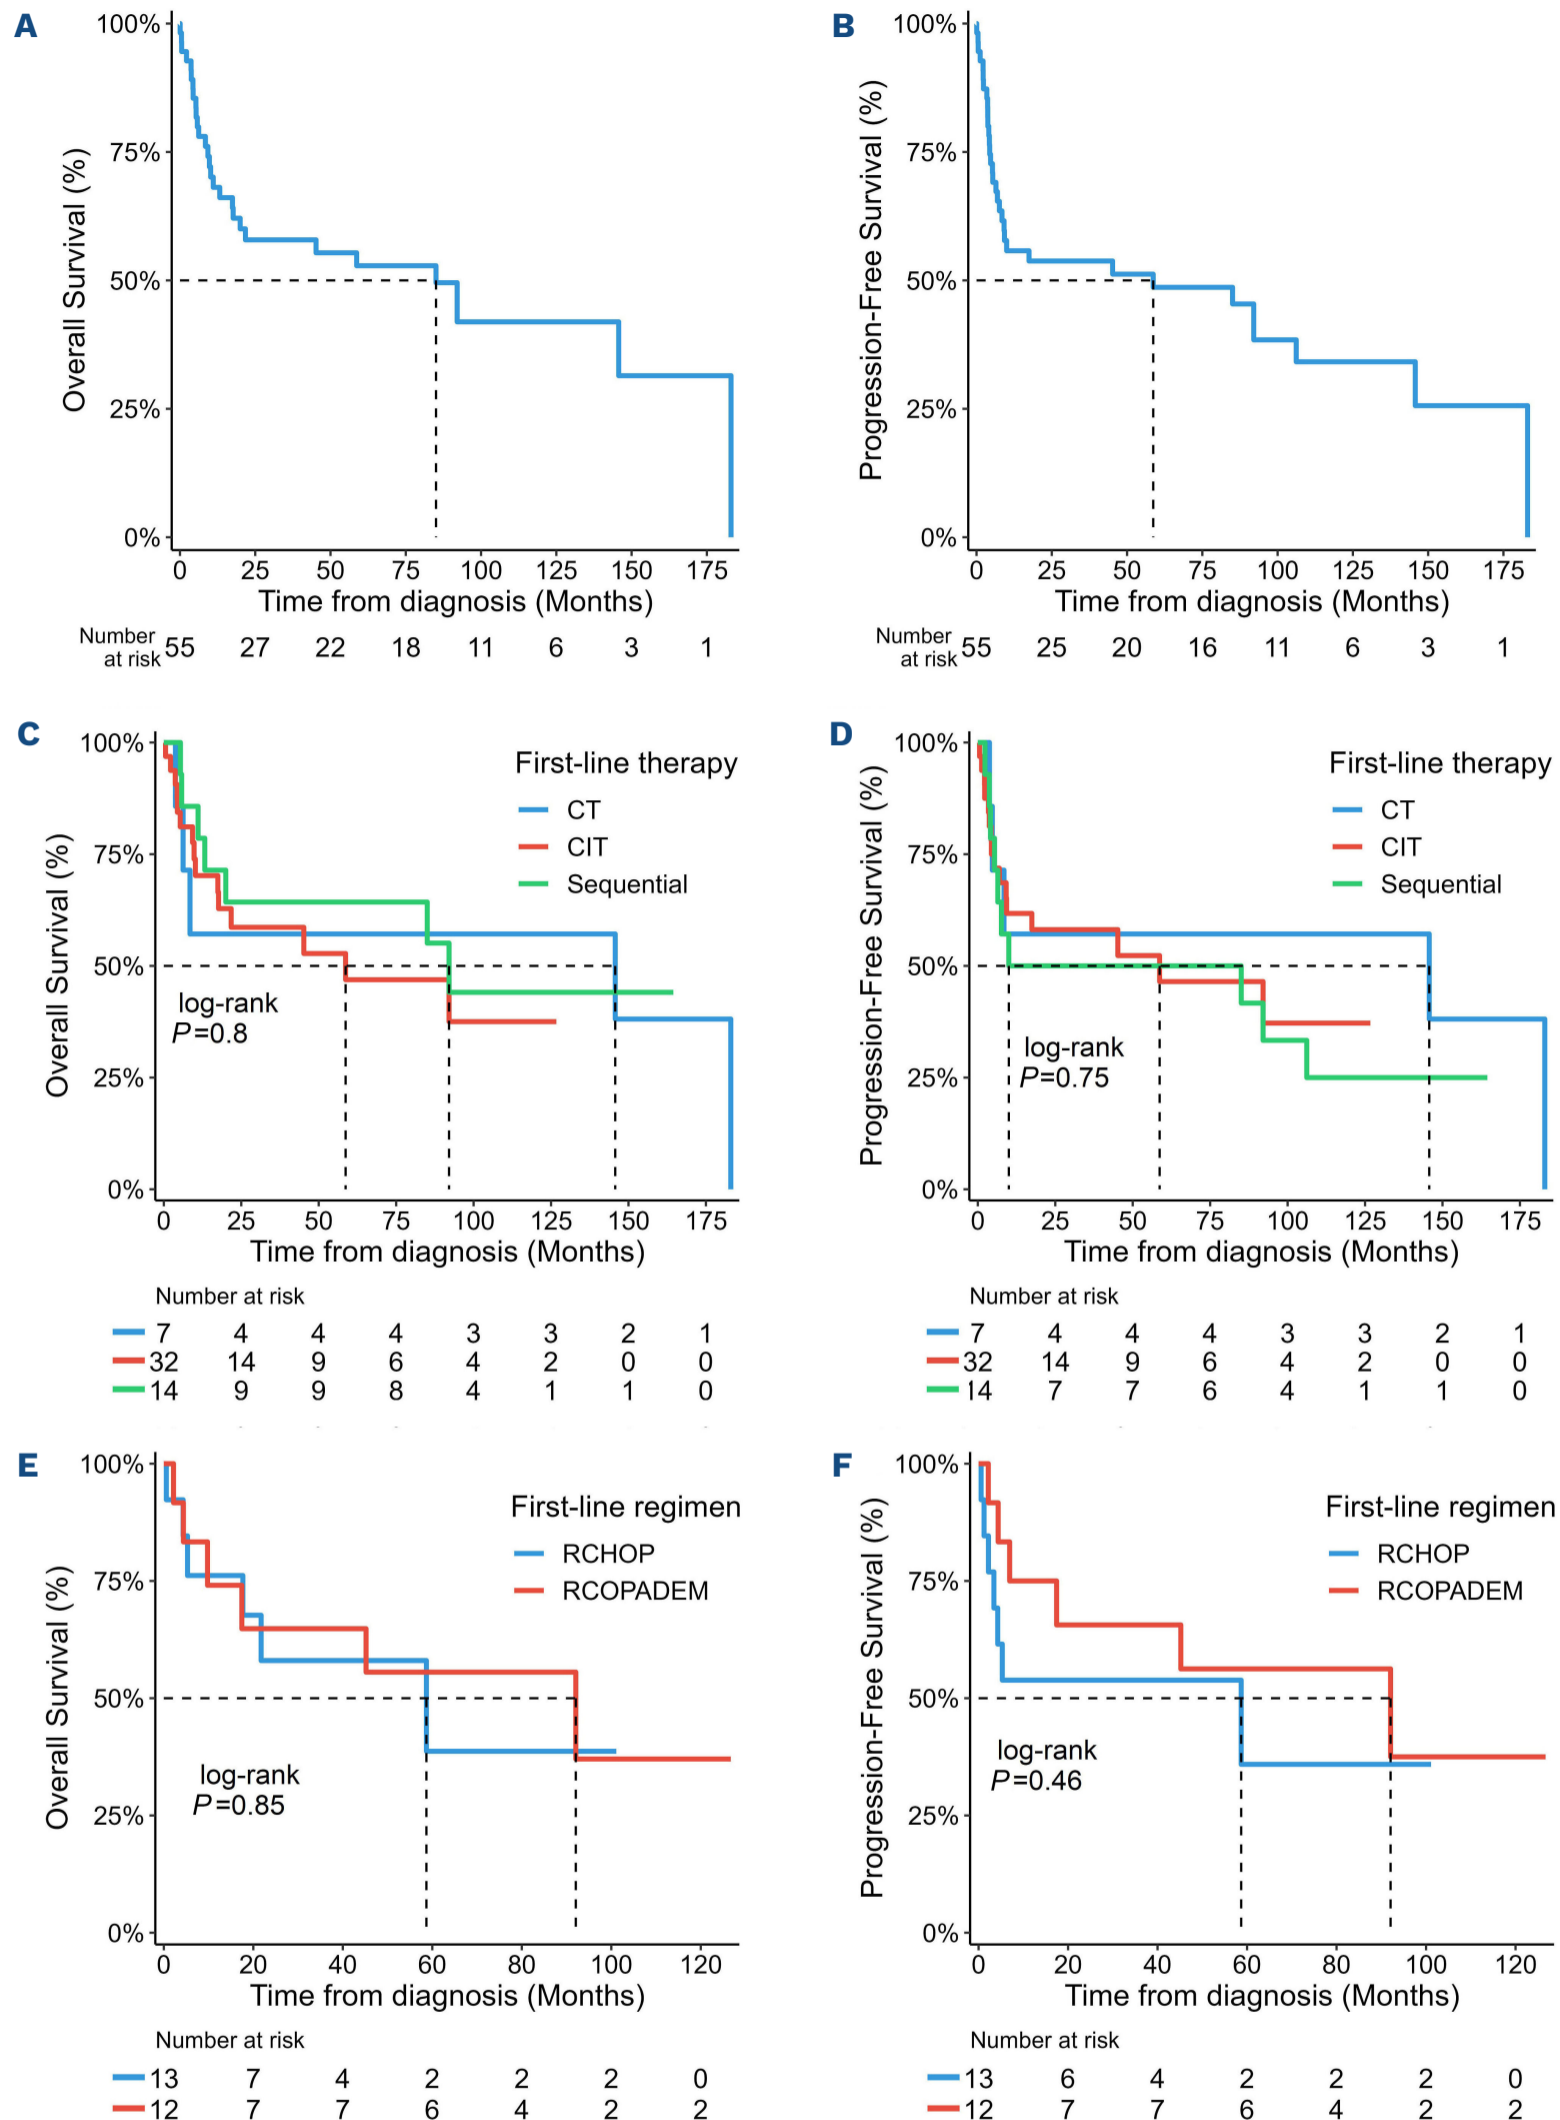 A
100%
75%
50%
25%
0%
Overall Survival (%)
0 25 50 75 100 125 150 175
Time from diagnosis (Months)
Number
at risk
55 27 22 18 11 6 3 1
B
100%
75%
50%
25%
0%
Progression-Free Survival (%)
0 25 50 75 100 125 150 175
Time from diagnosis (Months)
Number
at risk
55 25 20 16 11 6 3 1
C
100%
75%
50%
25%
0%
Overall Survival (%)
First-line therapy
CT
CIT
Sequential
log-rank
P=0.8
0 25 50 75 100 125 150 175
Time from diagnosis (Months)
Number at risk
7 4 4 4 3 3 2 1
32 14 9 6 4 2 0 0
14 9 9 8 4 1 1 0
D
100%
75%
50%
25%
0%
Progression-Free Survival (%)
First-line therapy
CT
CIT
Sequential
log-rank
P=0.75
0 25 50 75 100 125 150 175
Time from diagnosis (Months)
Number at risk
7 4 4 4 3 3 2 1
32 14 9 6 4 2 0 0
14 7 7 6 4 1 1 0
E
100%
75%
50%
25%
0%
Overall Survival (%)
First-line regimen
RCHOP
RCOPADEM
log-rank
P=0.85
0 20 40 60 80 100 120
Time from diagnosis (Months)
Number at risk
13 7 4 2 2 2 0
12 7 7 6 4 2 2
F
100%
75%
50%
25%
0%
Progression-Free Survival (%)
First-line regimen
RCHOP
RCOPADEM
log-rank
P=0.46
0 20 40 60 80 100 120
Time from diagnosis (Months)
Number at risk
13 6 4 2 2 2 0
12 7 7 6 4 2 2